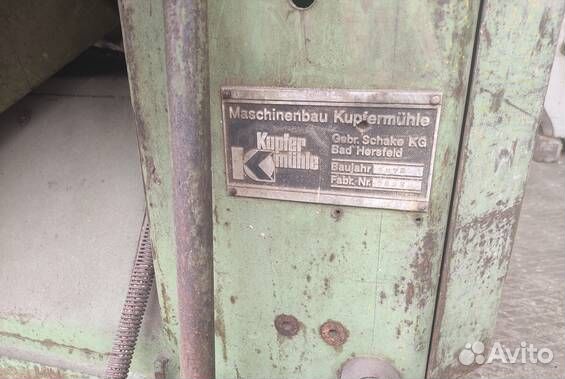 Maschinenbau Kupfermühle
Kupfer
mühle
Gebr. Schake KG
Bad Hersfeld
Baujahr
Fabr. Nr.
Avito